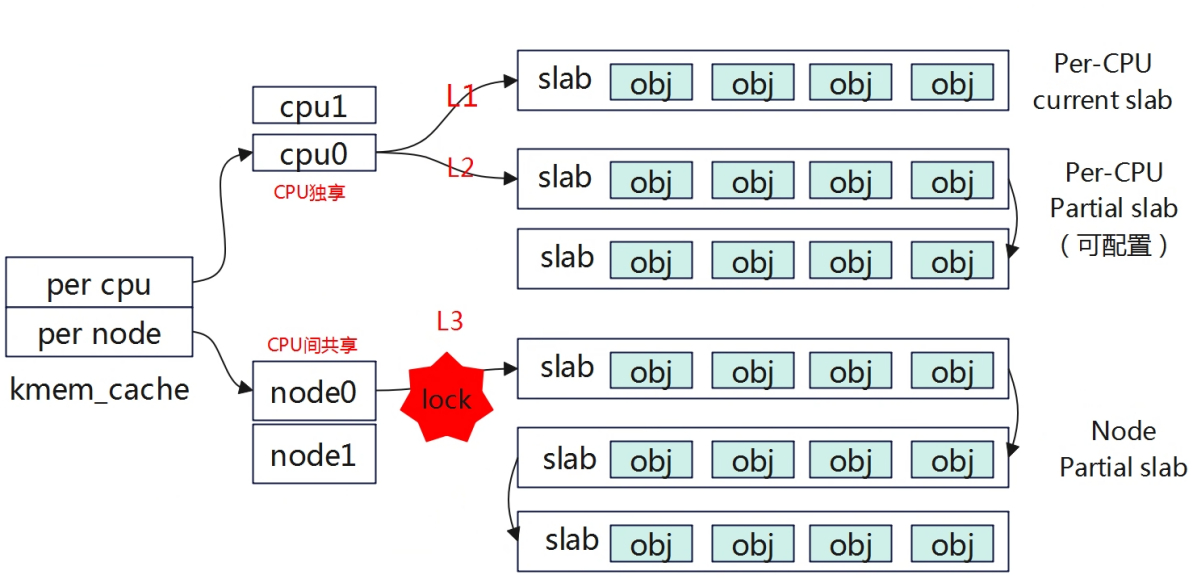 slab obj obj obj obj
Per-CPU
current slab
cpu1
L1
cpu0
L2
CPU独享
slab obj obj obj obj
Per-CPU
Partial slab
（可配置）
slab obj obj obj obj
per cpu
per node
kmem_cache
L3
CPU间共享
node0
lock
node1
slab obj obj obj obj
slab obj obj obj obj
Node
Partial slab
slab obj obj obj obj